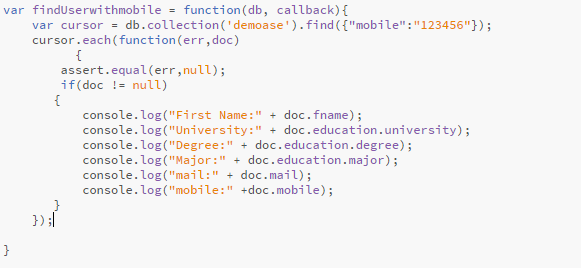 var findUserwithmobile = function(db, callback){
    var cursor = db.collection('demoase').find({"mobile":"123456"});
    cursor.each(function(err,doc)
          {
        assert.equal(err,null);
        if(doc != null)
       {
           console.log("First Name:" + doc.fname);
           console.log("University:" + doc.education.university);
           console.log("Degree:" + doc.education.degree);
           console.log("Major:" + doc.education.major);
           console.log("mail:" + doc.mail);
           console.log("mobile:" +doc.mobile);
       }
    });
}